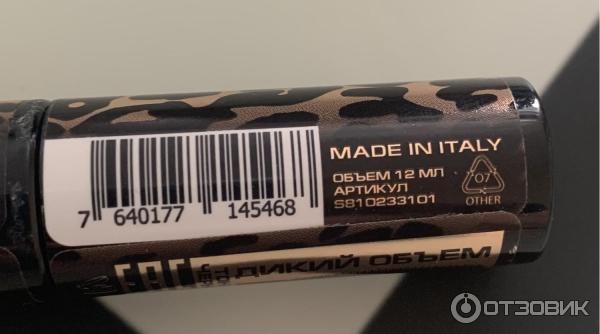 7 640177 145468
MADE IN ITALY
ОБЪЕМ 12 МЛ
АРТИКУЛ
S810233101
07
OTHER
ДИКИЙ ОБЪЕМ
ОТЗОВИК